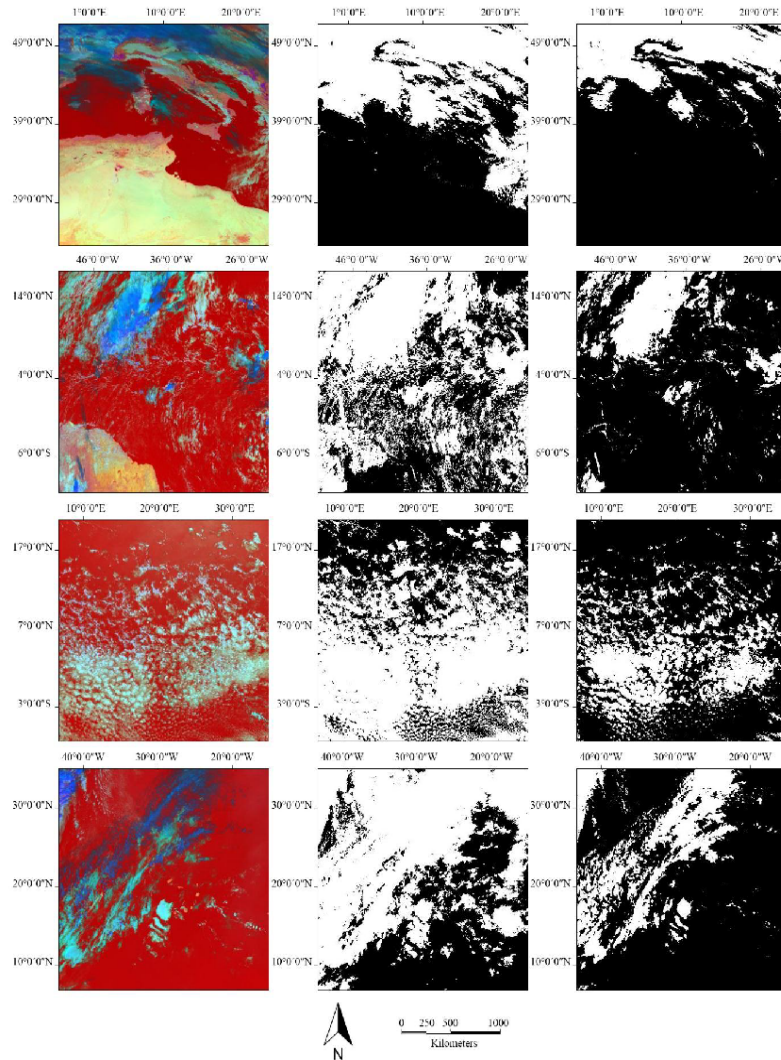 1°0'0"E 10°0'0"E 20°0'0"E 1°0'0"E 10°0'0"E 20°0'0"E 1°0'0"E 10°0'0"E 20°0'0"E
49°0'0"N 49°0'0"N 49°0'0"N
39°0'0"N 39°0'0"N 39°0'0"N
29°0'0"N 29°0'0"N 29°0'0"N
46°0'0"W 36°0'0"W 26°0'0"W 46°0'0"W 36°0'0"W 26°0'0"W 46°0'0"W 36°0'0"W 26°0'0"W
14°0'0"N 14°0'0"N 14°0'0"N
4°0'0"N 4°0'0"N 4°0'0"N
6°0'0"S 6°0'0"S 6°0'0"S
10°0'0"E 20°0'0"E 30°0'0"E 10°0'0"E 20°0'0"E 30°0'0"E 10°0'0"E 20°0'0"E 30°0'0"E
17°0'0"N 17°0'0"N 17°0'0"N
7°0'0"N 7°0'0"N 7°0'0"N
3°0'0"S 3°0'0"S 3°0'0"S
40°0'0"W 30°0'0"W 20°0'0"W 40°0'0"W 30°0'0"W 20°0'0"W 40°0'0"W 30°0'0"W 20°0'0"W
30°0'0"N 30°0'0"N 30°0'0"N
20°0'0"N 20°0'0"N 20°0'0"N
10°0'0"N 10°0'0"N 10°0'0"N
0 250 500 1000
Kilometers
N